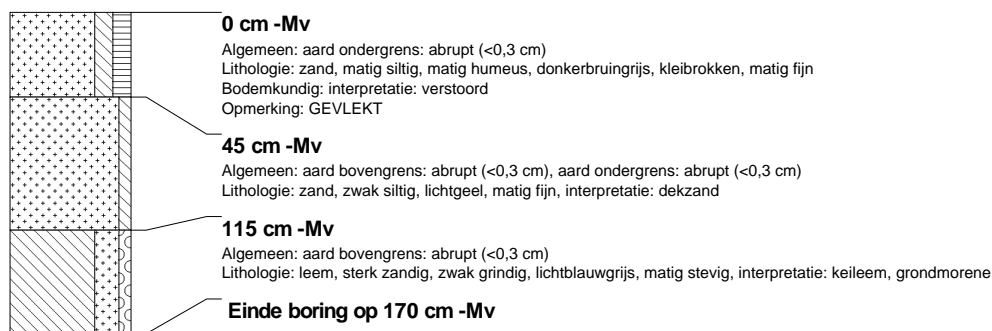 0 cm -Mv
Algemeen: aard ondergrens: abrupt (<0,3 cm)
Lithologie: zand, matig siltig, matig humeus, donkerbruingrijs, kleibrokken, matig fijn
Bodemkundig: interpretatie: verstoord
Opmerking: GEVLEKT
45 cm -Mv
Algemeen: aard bovengrens: abrupt (<0,3 cm), aard ondergrens: abrupt (<0,3 cm)
Lithologie: zand, zwak siltig, lichtgeel, matig fijn, interpretatie: dekzand
115 cm -Mv
Algemeen: aard bovengrens: abrupt (<0,3 cm)
Lithologie: leem, sterk zandig, zwak grindig, lichtblauwgrijs, matig stevig, interpretatie: keileem, grondmorene
Einde boring op 170 cm -Mv